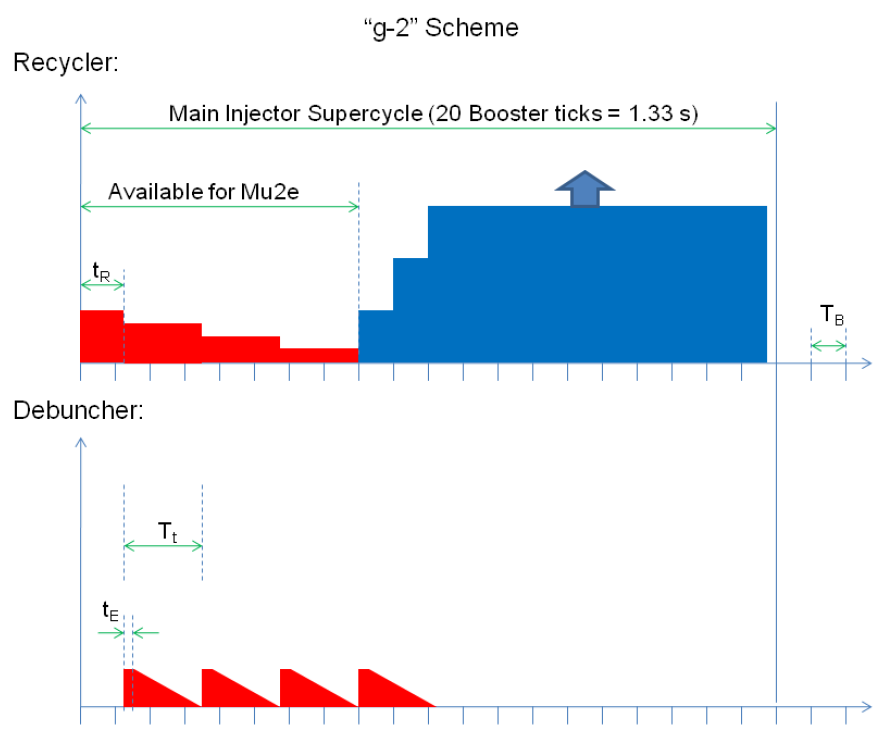 “g-2” Scheme
Recycler:
Main Injector Supercycle (20 Booster ticks = 1.33 s)
Available for Mu2e
tR
TB
Debuncher:
Tt
tE